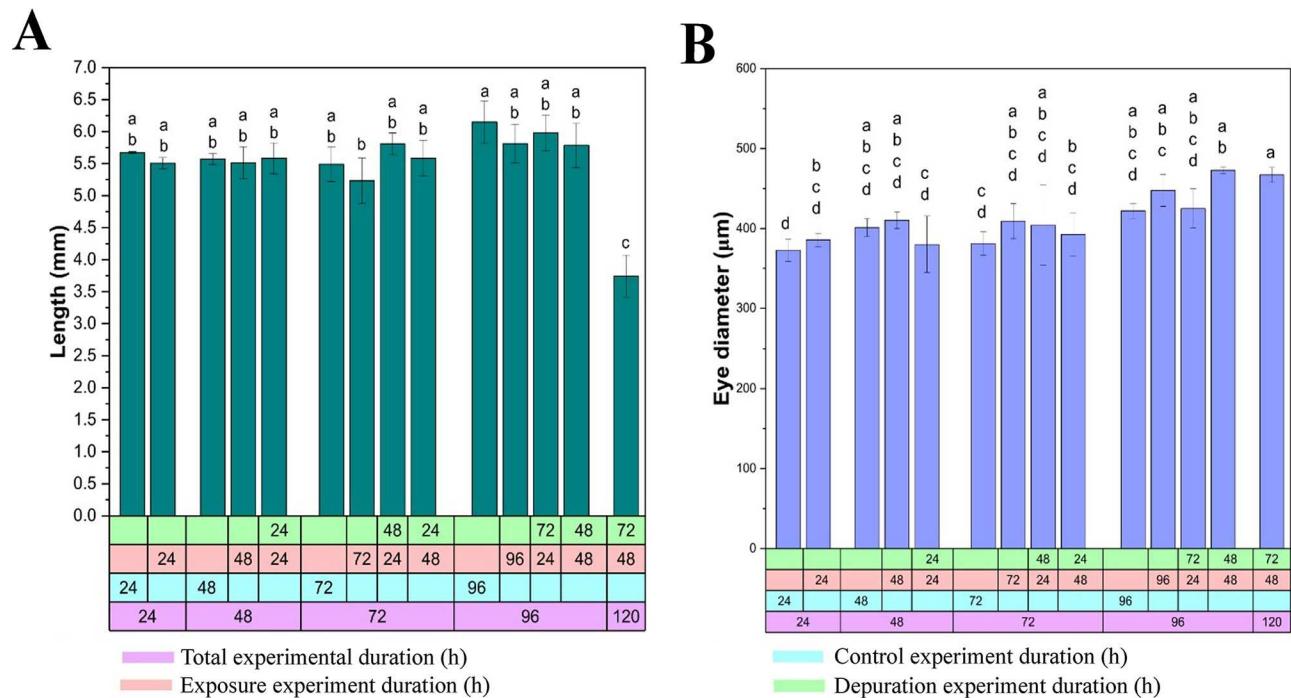 A
Length (mm)
7.0
6.5
6.0
5.5
5.0
4.5
4.0
3.5
3.0
2.5
2.0
1.5
1.0
0.5
0.0
a b
a b
a b
a b
a b
a b
b
a b
a b
a b
a b
a b
a b
c
24 48 24 72 48 72
24 48 24 72 24 48 96 24 48 48
24 48 72 96
24 48 72 96 120
Total experimental duration (h)
Exposure experiment duration (h)
B
Eye diameter (μm)
600
500
400
300
200
100
0
d
b c d
a b c d
a b c d
c d
c d
a b c d
a b c d
b c d
a b c d
a b c
a b c d
a b
a
24 48 24 72 48 72
24 48 24 72 24 48 96 24 48 48
24 48 72 96
24 48 72 96 120
Control experiment duration (h)
Depuration experiment duration (h)